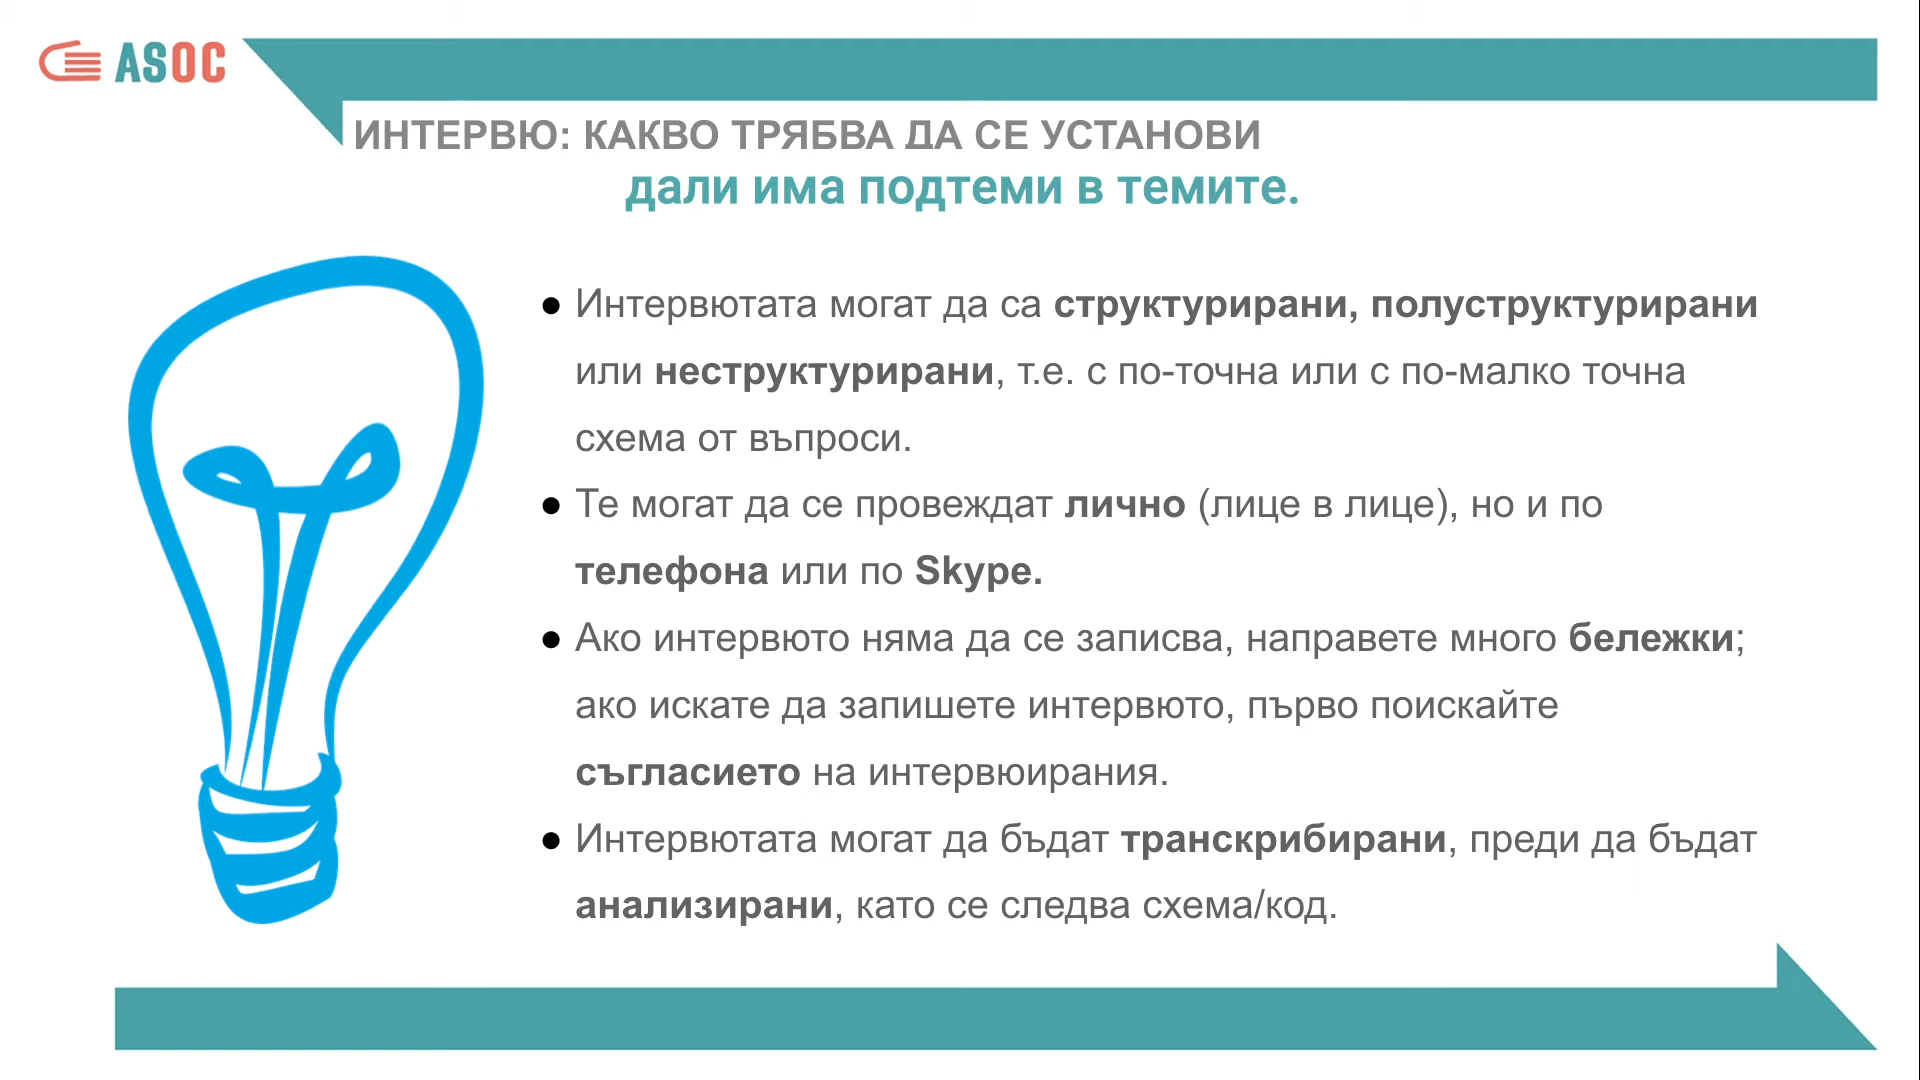 ASOC
ИНТЕРВЮ: КАКВО ТРЯБВА ДА СЕ УСТАНОВИ
дали има подтеми в темите.
● Интервютата могат да са структурирани, полуструктурирани
или неструктурирани, т.е. с по-точна или с по-малко точна
схема от въпроси.
● Те могат да се провеждат лично (лице в лице), но и по
телефона или по Skype.
● Ако интервюто няма да се записва, направете много бележки;
ако искате да запишете интервюто, първо поискайте
съгласието на интервюирания.
● Интервютата могат да бъдат транскрибирани, преди да бъдат
анализирани, като се следва схема/код.